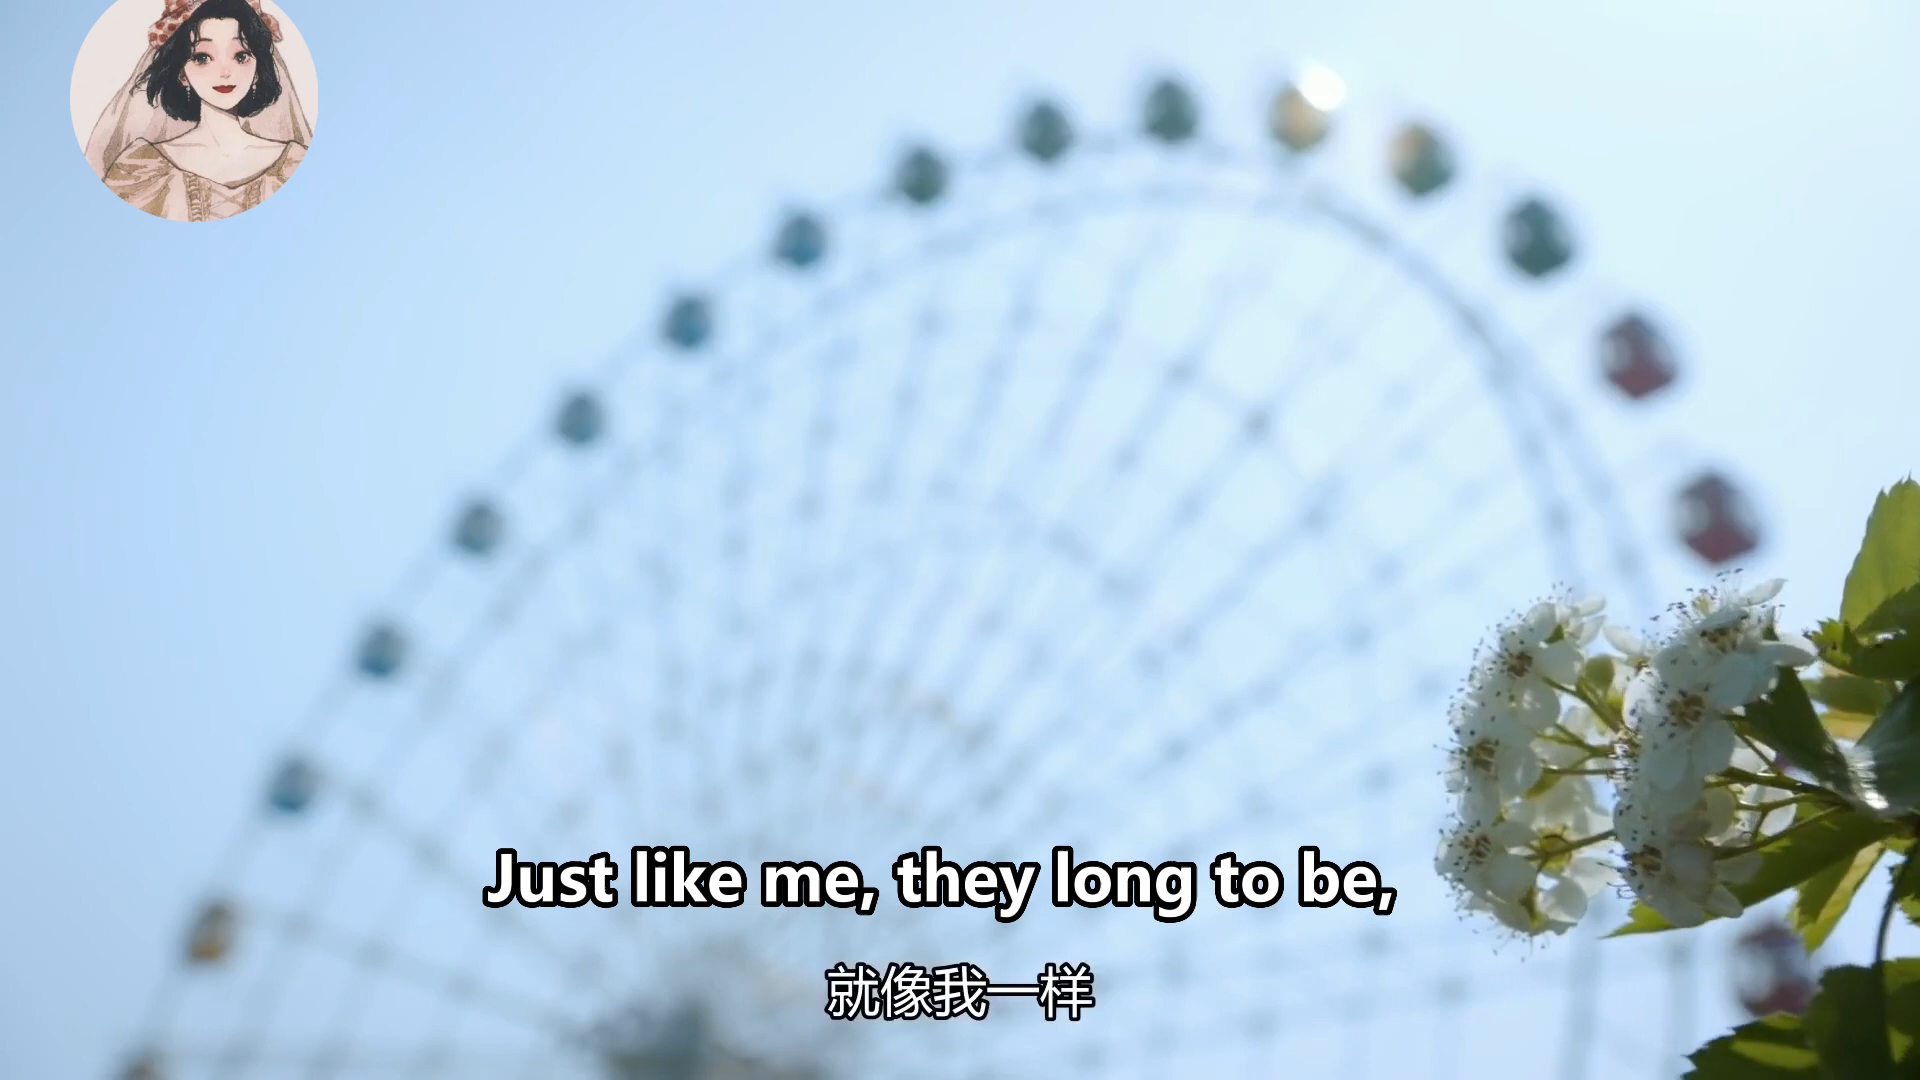 Just like me, they long to be,
就像我一样